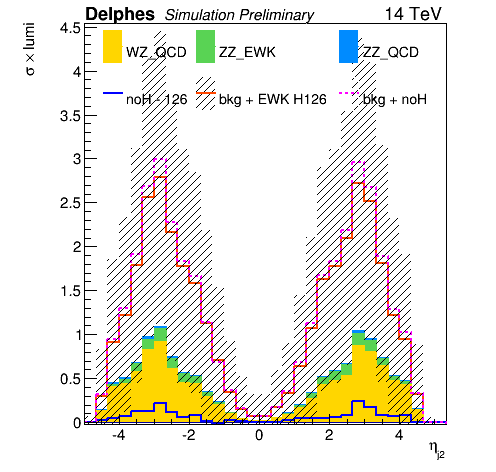 Delphes Simulation Preliminary 14 TeV
σ × lumi
WZ_QCD ZZ_EWK ZZ_QCD
noH - 126 bkg + EWK H126 bkg + noH
4.5
4
3.5
3
2.5
2
1.5
1
0.5
0
-4 -2 0 2 4
η j2